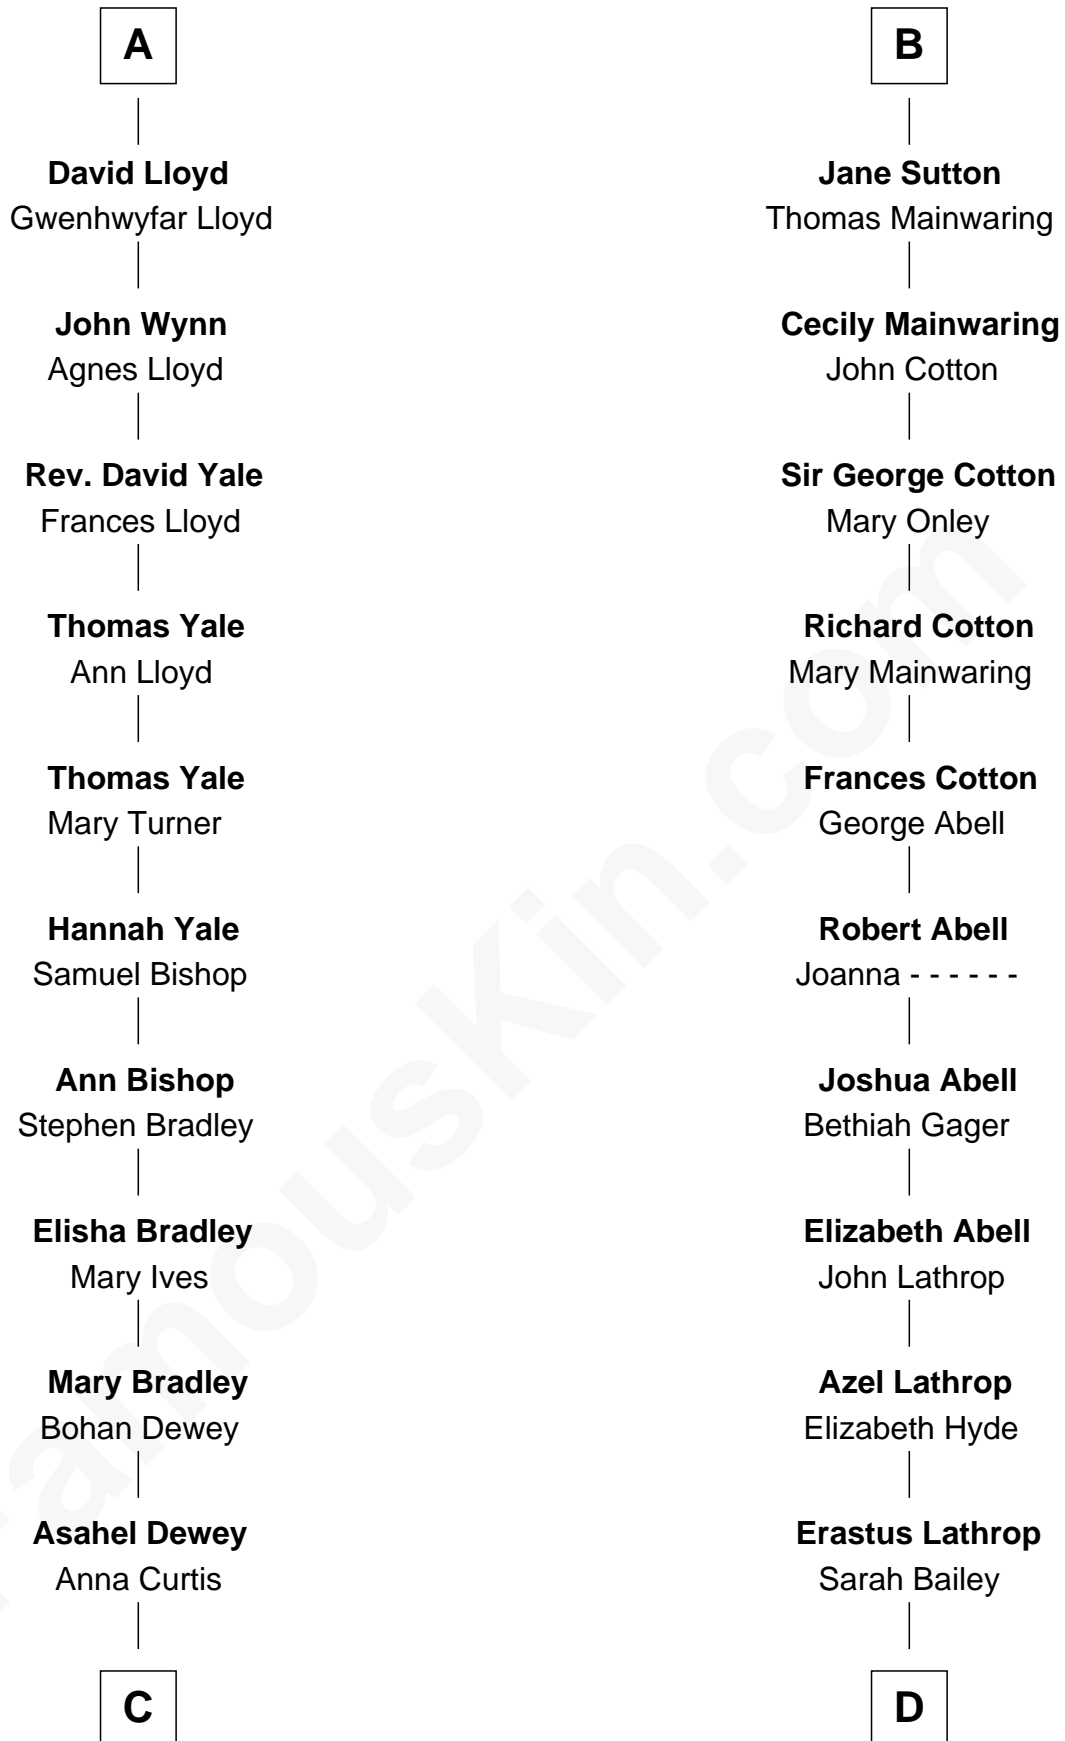 A
David Lloyd
Gwenhwyfar Lloyd
John Wynn
Agnes Lloyd
Rev. David Yale
Frances Lloyd
Thomas Yale
Ann Lloyd
Thomas Yale
Mary Turner
Hannah Yale
Samuel Bishop
Ann Bishop
Stephen Bradley
Elisha Bradley
Mary Ives
Mary Bradley
Bohan Dewey
Asahel Dewey
Anna Curtis
C
B
Jane Sutton
Thomas Mainwaring
Cecily Mainwaring
John Cotton
Sir George Cotton
Mary Onley
Richard Cotton
Mary Mainwaring
Frances Cotton
George Abell
Robert Abell
Joanna - - - - - -
Joshua Abell
Bethiah Gager
Elizabeth Abell
John Lathrop
Azel Lathrop
Elizabeth Hyde
Erastus Lathrop
Sarah Bailey
D
FamousKin.com